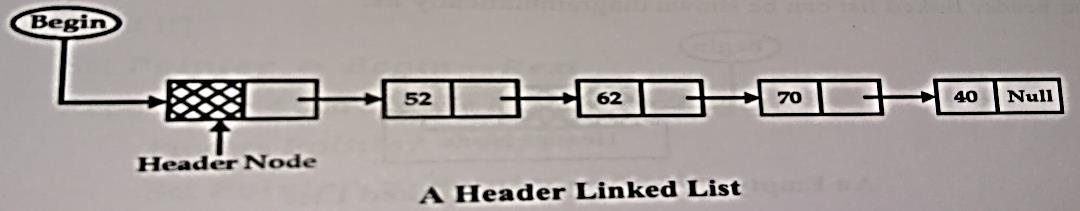 Begin
52 62 70 40 Null
Header Node
A Header Linked List